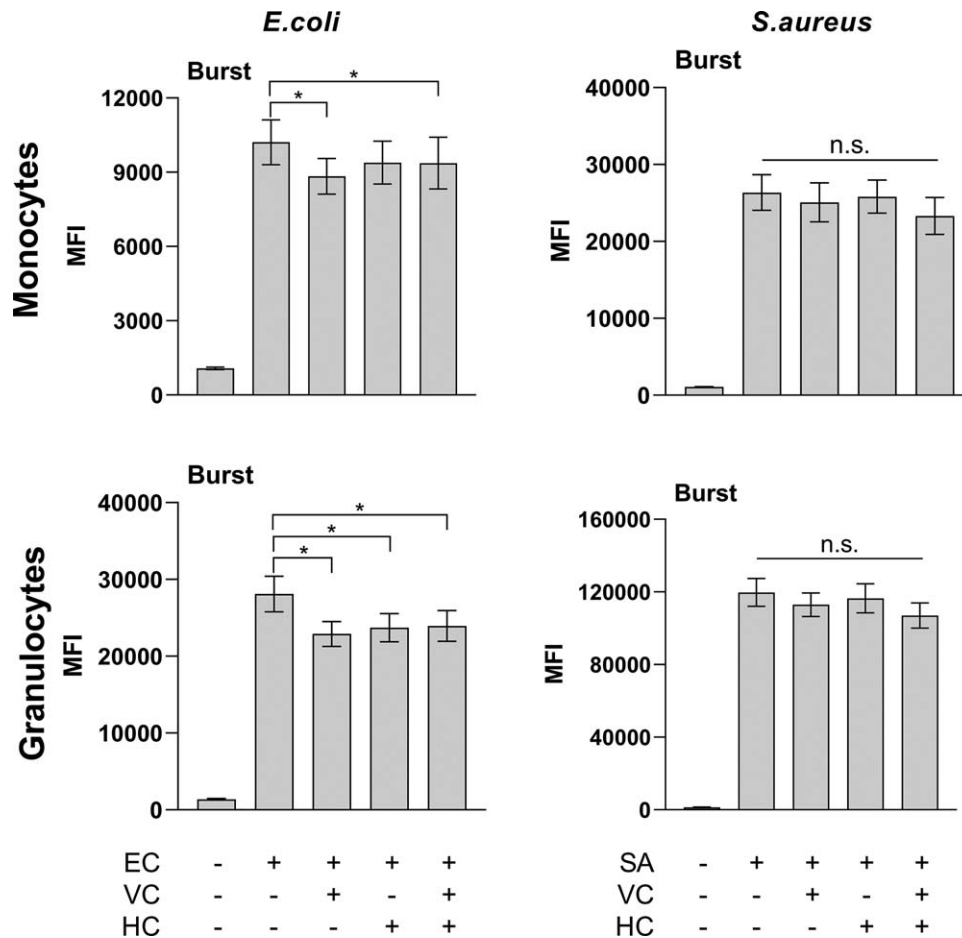 E.coli
S.aureus
Monocytes
Burst
MFI
12000
9000
6000
3000
0
*
*
Burst
MFI
40000
30000
20000
10000
0
n.s.
Granulocytes
Burst
MFI
40000
30000
20000
10000
0
*
*
*
Burst
MFI
160000
120000
80000
40000
0
n.s.
EC - + + + +
VC - - + - +
HC - - - + +
SA - + + + +
VC - - + - +
HC - - - + +